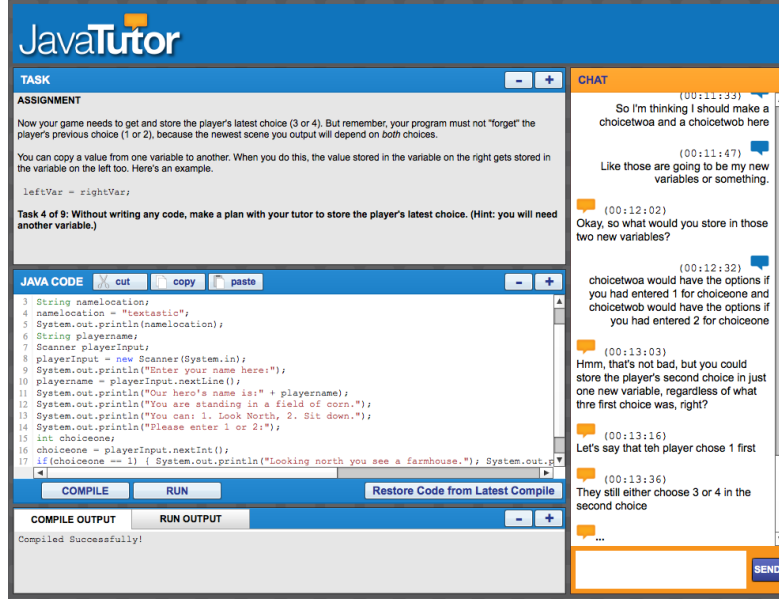 JavaTutor
TASK
- +
ASSIGNMENT
Now your game needs to get and store the player's latest choice (3 or 4). But remember, your program must not "forget" the
player's previous choice (1 or 2), because the newest scene you output will depend on both choices.
You can copy a value from one variable to another. When you do this, the value stored in the variable on the right gets stored in
the variable on the left too. Here's an example.
leftVar = rightVar;
Task 4 of 9: Without writing any code, make a plan with your tutor to store the player's latest choice. (Hint: you will need
another variable.)
JAVA CODE cut copy paste - +
3 String namelocation;
4 namelocation = "textastic";
5 System.out.println(namelocation);
6 String playername;
7 Scanner playerInput;
8 playerInput = new Scanner(System.in);
9 System.out.println("Enter your name here:");
10 playername = playerInput.nextLine();
11 System.out.println("Our hero's name is:" + playername);
12 System.out.println("You are standing in a field of corn.");
13 System.out.println("You can: 1. Look North, 2. Sit down.");
14 System.out.println("Please enter 1 or 2:");
15 int choiceone;
16 choiceone = playerInput.nextInt();
17 if(choiceone == 1) { System.out.println("Looking north you see a farmhouse."); System.out.p
COMPILE RUN Restore Code from Latest Compile
COMPILE OUTPUT RUN OUTPUT - +
Compiled Successfully!
CHAT
(00:11:33)
So I'm thinking I should make a
choicetwoa and a choicetwob here
(00:11:47)
Like those are going to be my new
variables or something.
(00:12:02)
Okay, so what would you store in those
two new variables?
(00:12:32)
choicetwoa would have the options if
you had entered 1 for choiceone and
choicetwob would have the options if
you had entered 2 for choiceone
(00:13:03)
Hmm, that's not bad, but you could
store the player's second choice in just
one new variable, regardless of what
thre first choice was, right?
(00:13:16)
Let's say that teh player chose 1 first
(00:13:36)
They still either choose 3 or 4 in the
second choice
...
SEND